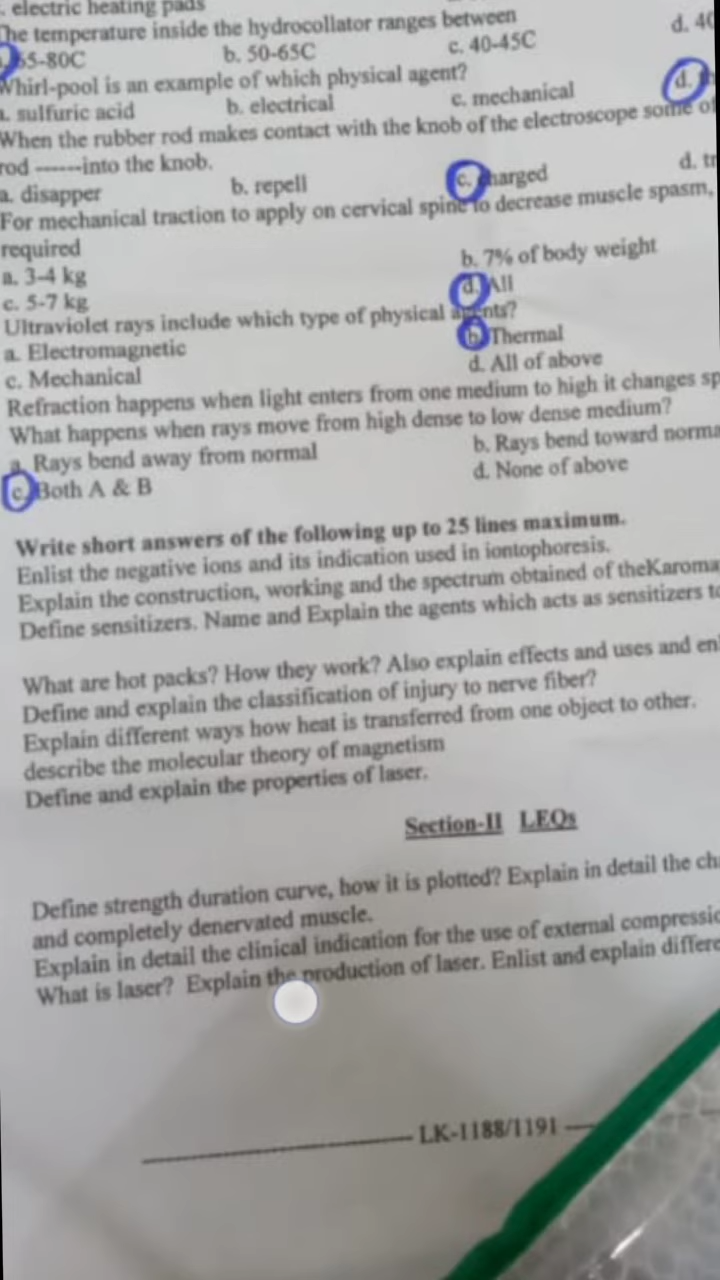 electric heating pads
The temperature inside the hydrocollator ranges between
65-80C b. 50-65C c. 40-45C d. 40
Whirl-pool is an example of which physical agent?
a. sulfuric acid b. electrical c. mechanical d.
When the rubber rod makes contact with the knob of the electroscope some of
rod ------into the knob.
a. disapper b. repell c. charged d. tr
For mechanical traction to apply on cervical spine to decrease muscle spasm,
required
a. 3-4 kg b. 7% of body weight
c. 5-7 kg d. All
Ultraviolet rays include which type of physical agents?
a. Electromagnetic b. Thermal
c. Mechanical d. All of above
Refraction happens when light enters from one medium to high it changes sp
What happens when rays move from high dense to low dense medium?
a. Rays bend away from normal b. Rays bend toward norma
c. Both A & B d. None of above
Write short answers of the following up to 25 lines maximum.
Enlist the negative ions and its indication used in iontophoresis.
Explain the construction, working and the spectrum obtained of theKaroma
Define sensitizers. Name and Explain the agents which acts as sensitizers to
What are hot packs? How they work? Also explain effects and uses and en
Define and explain the classification of injury to nerve fiber?
Explain different ways how heat is transferred from one object to other.
describe the molecular theory of magnetism
Define and explain the properties of laser.
Section-II LEQs
Define strength duration curve, how it is plotted? Explain in detail the cha
and completely denervated muscle.
Explain in detail the clinical indication for the use of external compressio
What is laser? Explain the production of laser. Enlist and explain differe
LK-1188/1191